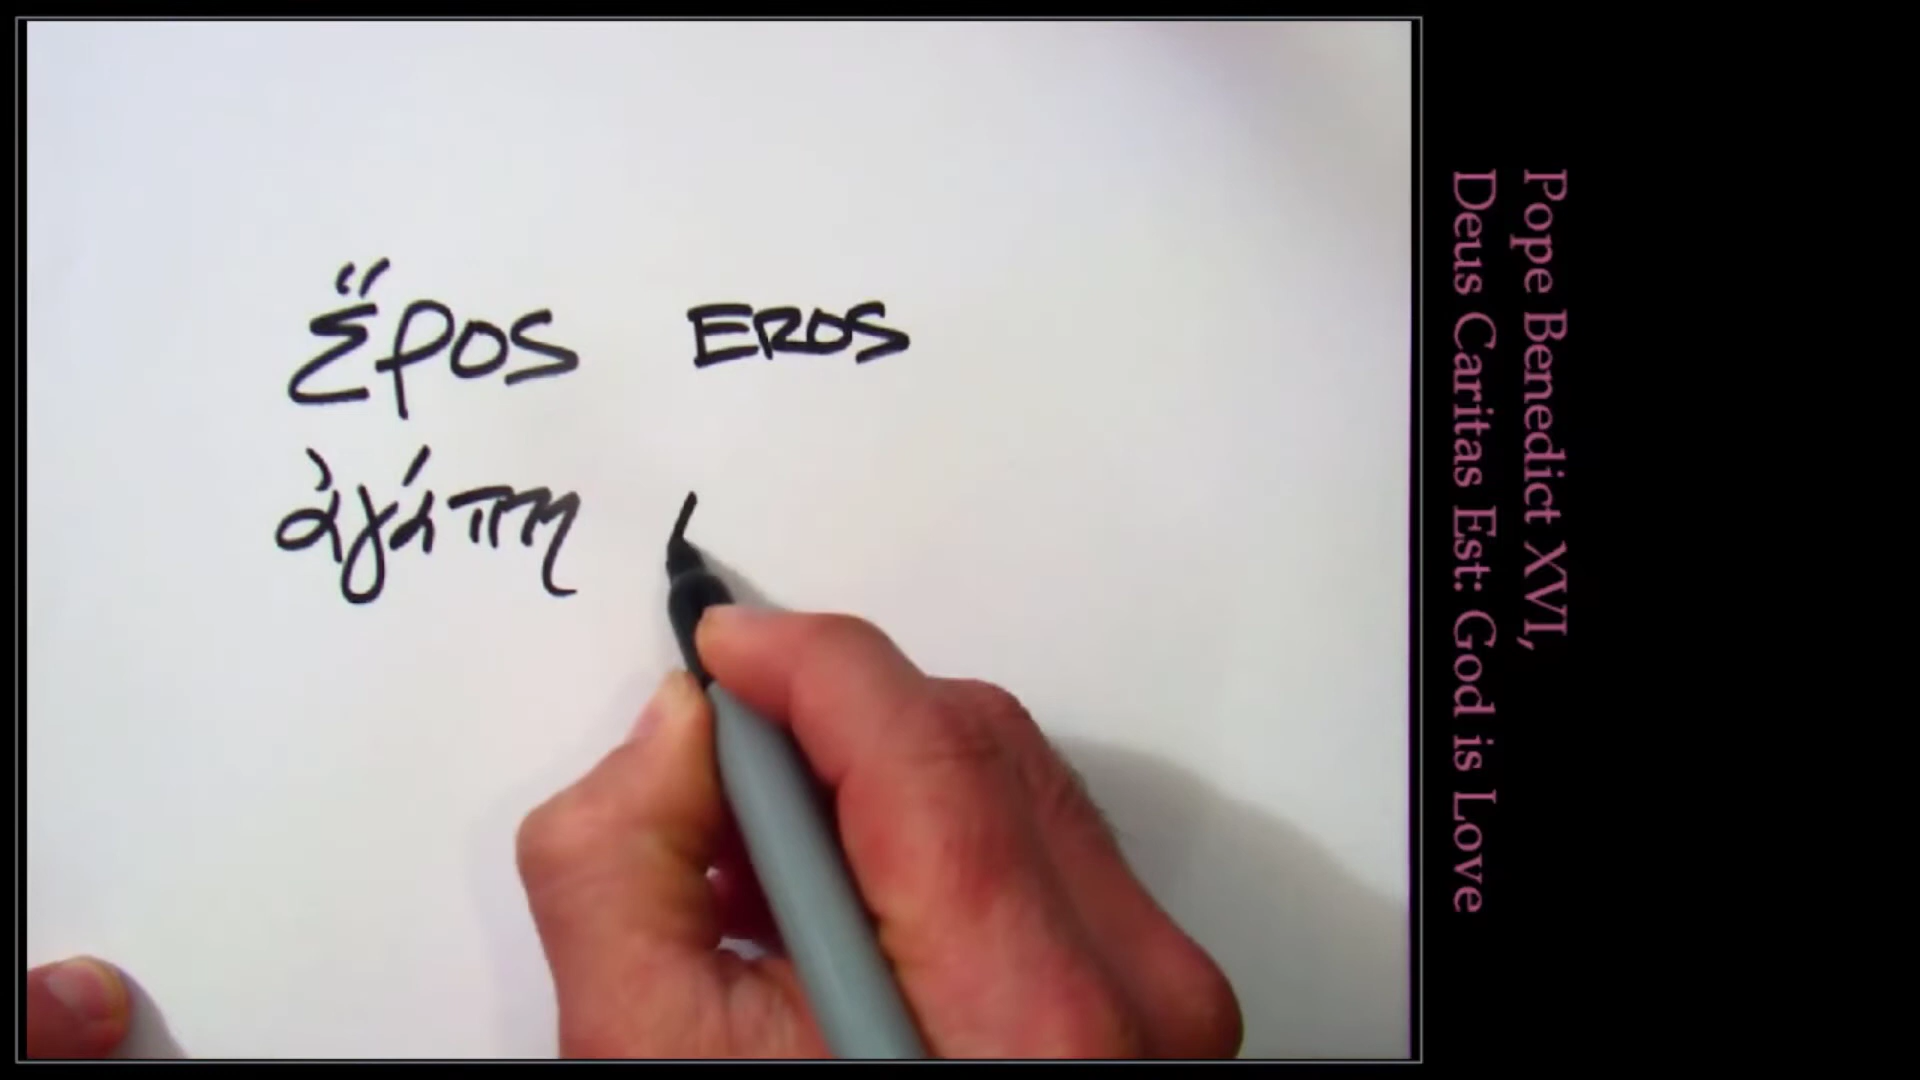 ἔρος EROS
ἀγάπη
Pope Benedict XVI,
Deus Caritas Est: God is Love